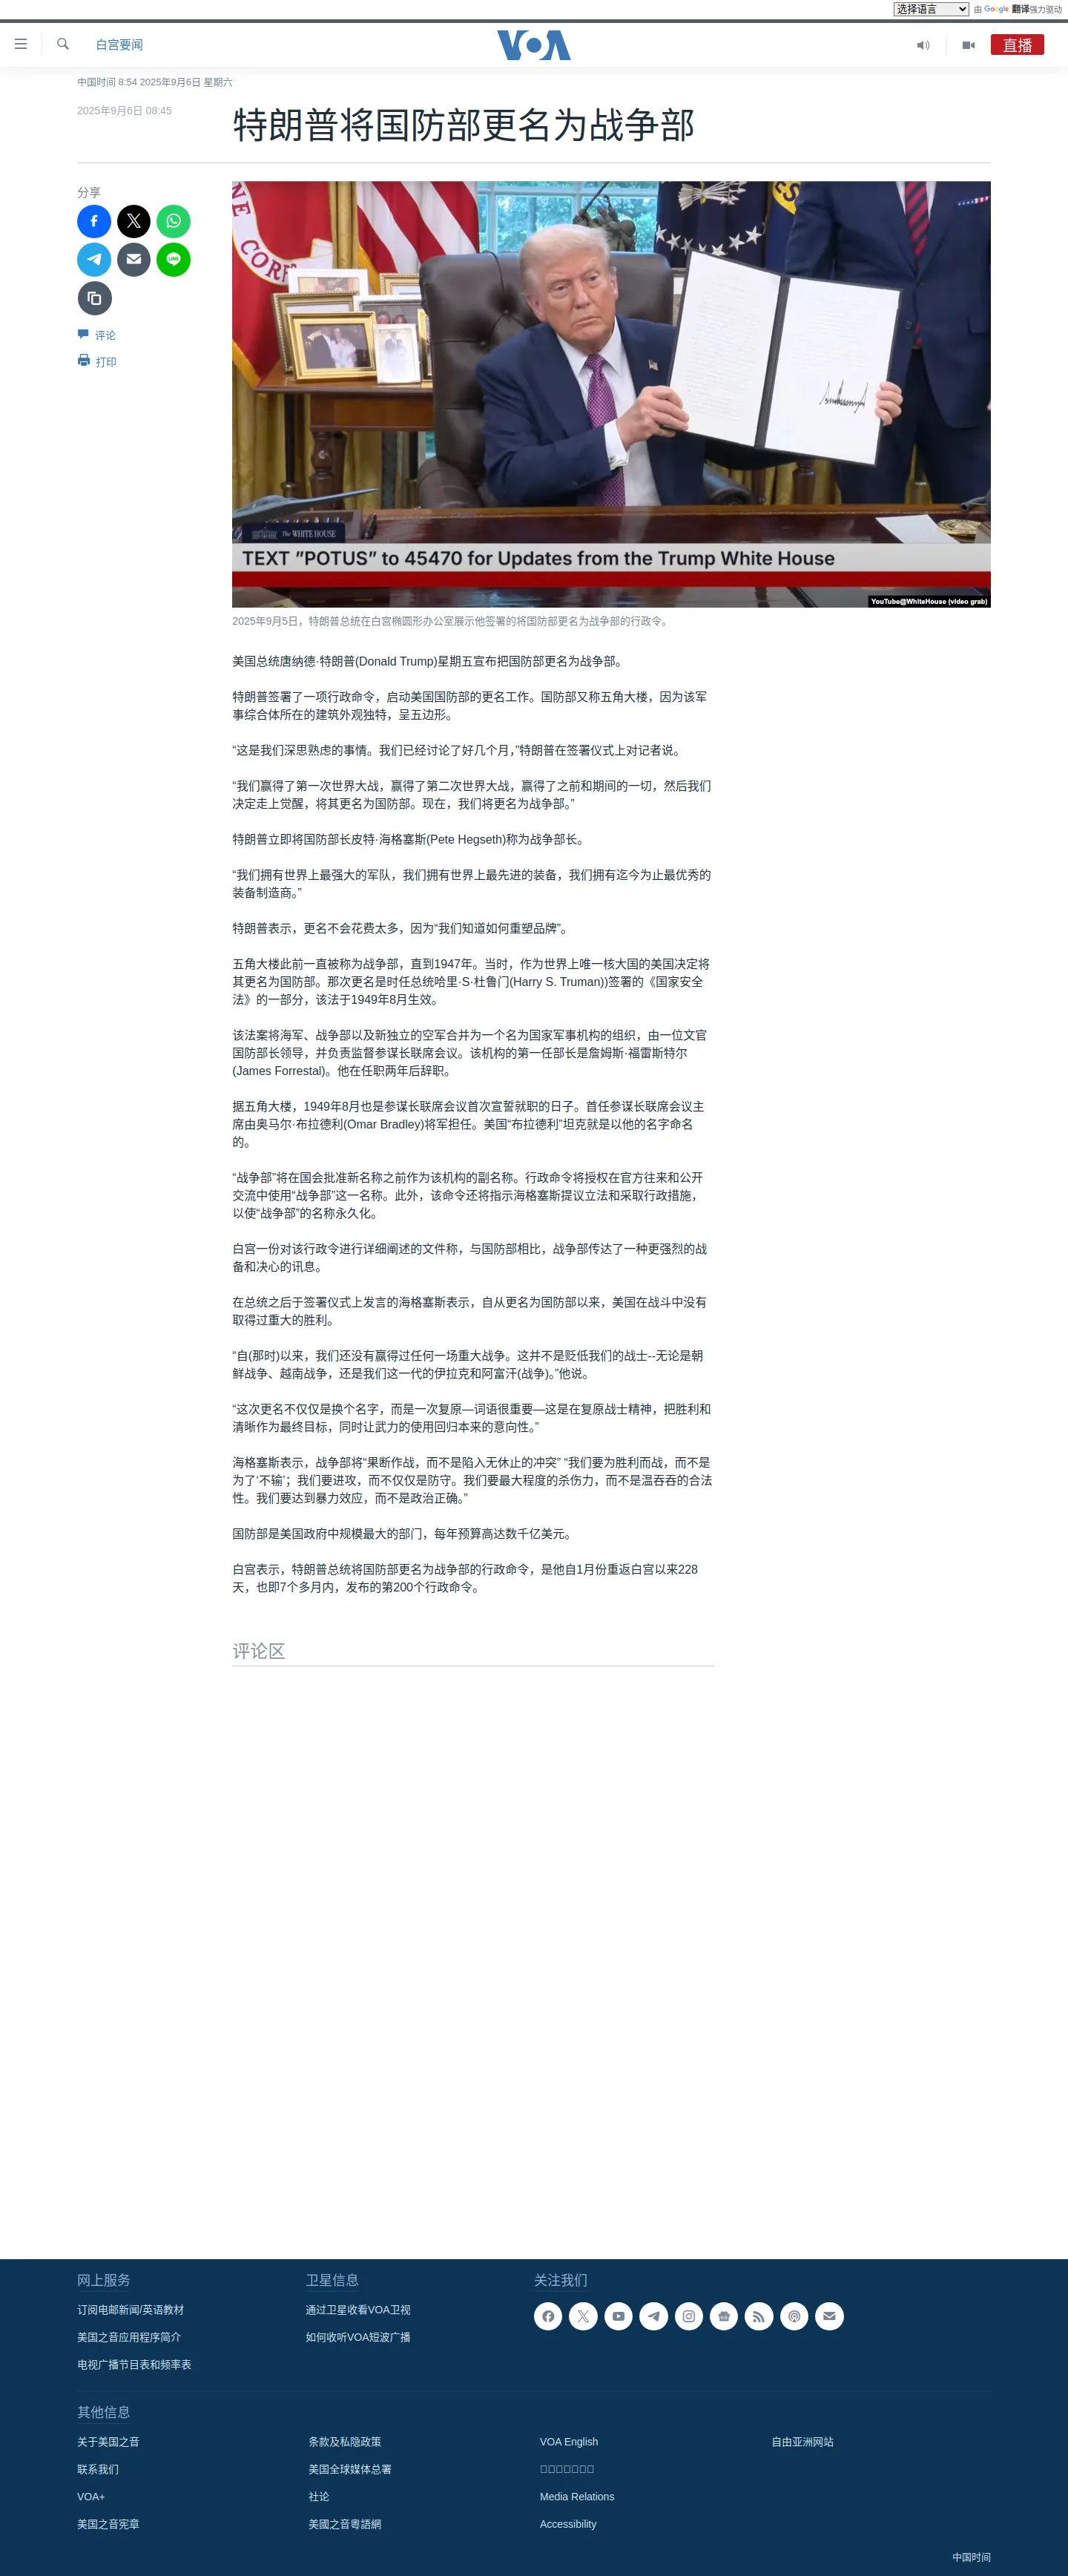 选择语言 由 Google 翻译强力驱动
白宫要闻
VOA
直播
中国时间 8:54 2025年9月6日 星期六
2025年9月6日 08:45
特朗普将国防部更名为战争部
分享
LINE
评论
打印
CORPS
The WHITE HOUSE
TEXT ”POTUS” to 45470 for Updates from the Trump White House
YouTube@WhiteHouse (video grab)
2025年9月5日，特朗普总统在白宫椭圆形办公室展示他签署的将国防部更名为战争部的行政令。
美国总统唐纳德·特朗普(Donald Trump)星期五宣布把国防部更名为战争部。
特朗普签署了一项行政命令，启动美国国防部的更名工作。国防部又称五角大楼，因为该军
事综合体所在的建筑外观独特，呈五边形。
“这是我们深思熟虑的事情。我们已经讨论了好几个月，”特朗普在签署仪式上对记者说。
“我们赢得了第一次世界大战，赢得了第二次世界大战，赢得了之前和期间的一切，然后我们
决定走上觉醒，将其更名为国防部。现在，我们将更名为战争部。”
特朗普立即将国防部长皮特·海格塞斯(Pete Hegseth)称为战争部长。
“我们拥有世界上最强大的军队，我们拥有世界上最先进的装备，我们拥有迄今为止最优秀的
装备制造商。”
特朗普表示，更名不会花费太多，因为“我们知道如何重塑品牌”。
五角大楼此前一直被称为战争部，直到1947年。当时，作为世界上唯一核大国的美国决定将
其更名为国防部。那次更名是时任总统哈里·S·杜鲁门(Harry S. Truman))签署的《国家安全
法》的一部分，该法于1949年8月生效。
该法案将海军、战争部以及新独立的空军合并为一个名为国家军事机构的组织，由一位文官
国防部长领导，并负责监督参谋长联席会议。该机构的第一任部长是詹姆斯·福雷斯特尔
(James Forrestal)。他在任职两年后辞职。
据五角大楼，1949年8月也是参谋长联席会议首次宣誓就职的日子。首任参谋长联席会议主
席由奥马尔·布拉德利(Omar Bradley)将军担任。美国“布拉德利”坦克就是以他的名字命名
的。
“战争部”将在国会批准新名称之前作为该机构的副名称。行政命令将授权在官方往来和公开
交流中使用“战争部”这一名称。此外，该命令还将指示海格塞斯提议立法和采取行政措施，
以使“战争部”的名称永久化。
白宫一份对该行政令进行详细阐述的文件称，与国防部相比，战争部传达了一种更强烈的战
备和决心的讯息。
在总统之后于签署仪式上发言的海格塞斯表示，自从更名为国防部以来，美国在战斗中没有
取得过重大的胜利。
“自(那时)以来，我们还没有赢得过任何一场重大战争。这并不是贬低我们的战士--无论是朝
鲜战争、越南战争，还是我们这一代的伊拉克和阿富汗(战争)。”他说。
“这次更名不仅仅是换个名字，而是一次复原—词语很重要—这是在复原战士精神，把胜利和
清晰作为最终目标，同时让武力的使用回归本来的意向性。”
海格塞斯表示，战争部将“果断作战，而不是陷入无休止的冲突” “我们要为胜利而战，而不是
为了‘不输’；我们要进攻，而不仅仅是防守。我们要最大程度的杀伤力，而不是温吞吞的合法
性。我们要达到暴力效应，而不是政治正确。”
国防部是美国政府中规模最大的部门，每年预算高达数千亿美元。
白宫表示，特朗普总统将国防部更名为战争部的行政命令，是他自1月份重返白宫以来228
天，也即7个多月内，发布的第200个行政命令。
评论区
网上服务
订阅电邮新闻/英语教材
美国之音应用程序简介
电视广播节目表和频率表
卫星信息
通过卫星收看VOA卫视
如何收听VOA短波广播
关注我们
其他信息
关于美国之音
联系我们
VOA+
美国之音宪章
条款及私隐政策
美国全球媒体总署
社论
美國之音粵語網
VOA English
Media Relations
Accessibility
自由亚洲网站
中国时间